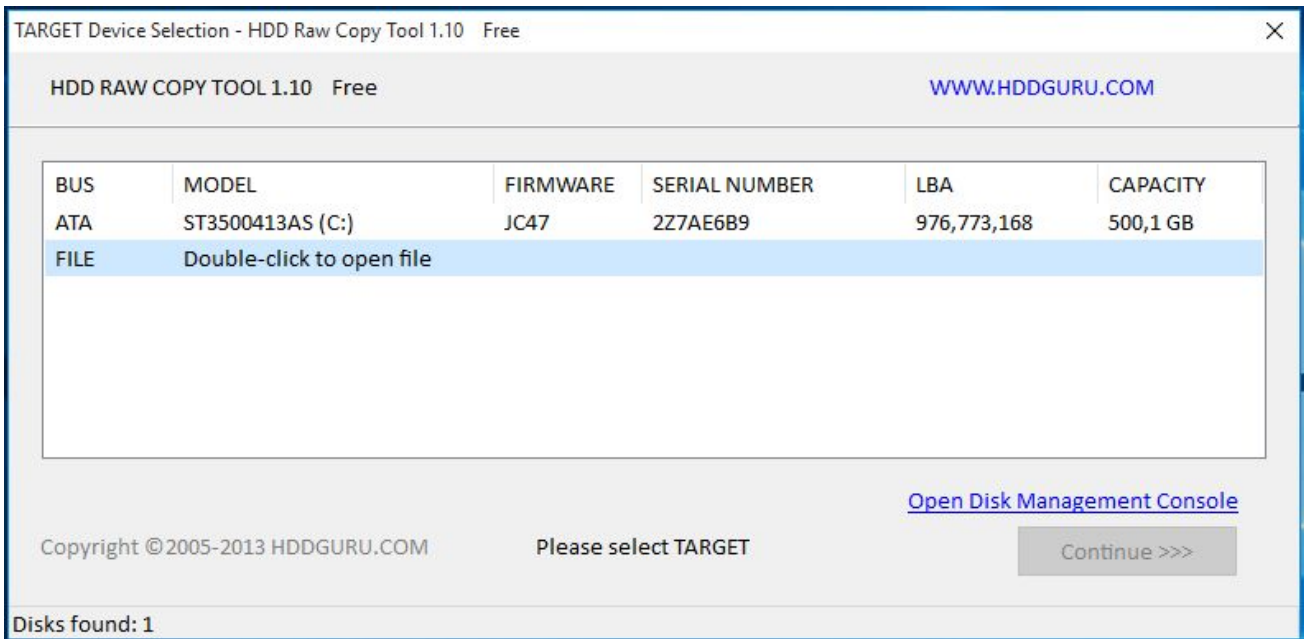 TARGET Device Selection - HDD Raw Copy Tool 1.10 Free
HDD RAW COPY TOOL 1.10 Free WWW.HDDGURU.COM
BUS MODEL FIRMWARE SERIAL NUMBER LBA CAPACITY
ATA ST3500413AS (C:) JC47 2Z7AE6B9 976,773,168 500,1 GB
FILE Double-click to open file
Open Disk Management Console
Copyright ©2005-2013 HDDGURU.COM Please select TARGET Continue >>>
Disks found: 1